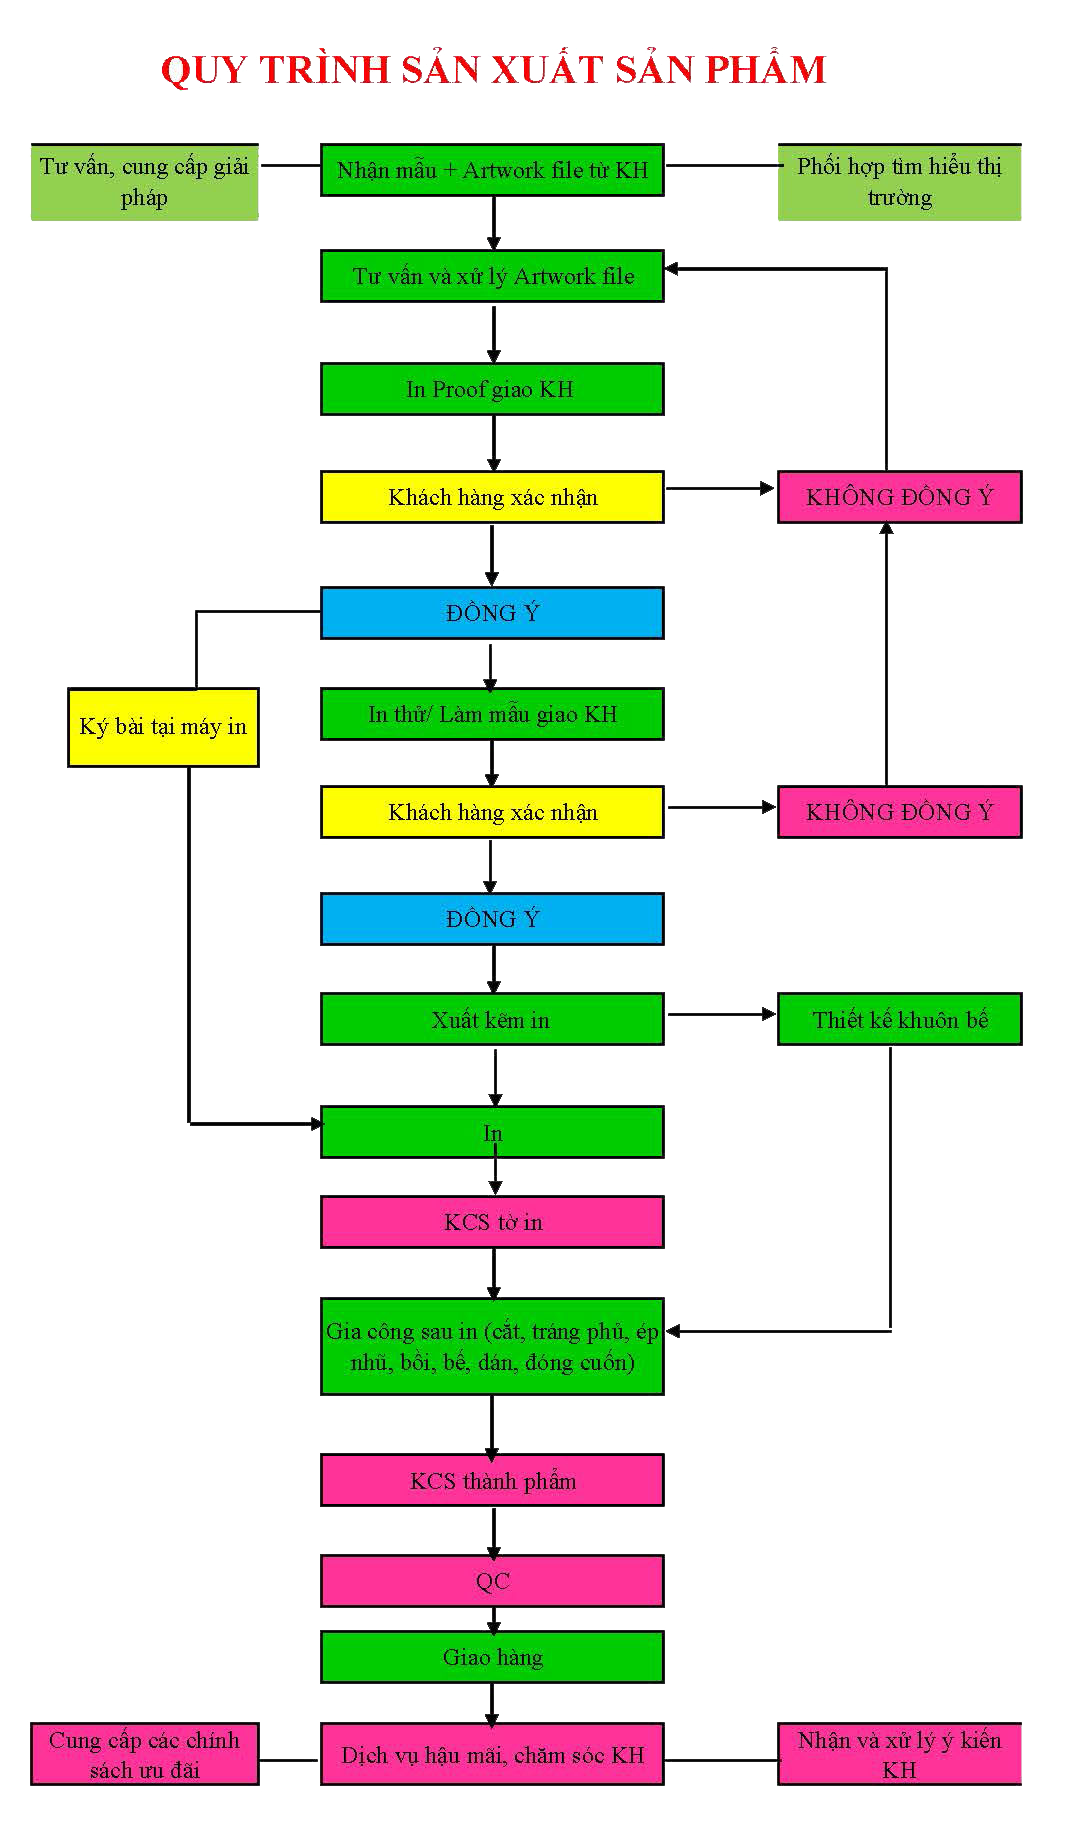 QUY TRÌNH SẢN XUẤT SẢN PHẨM
Tư vấn, cung cấp giải
pháp
Nhận mẫu + Artwork file từ KH
Phối hợp tìm hiểu thị
trường
Tư vấn và xử lý Artwork file
In Proof giao KH
Khách hàng xác nhận
KHÔNG ĐỒNG Ý
ĐỒNG Ý
Ký bài tại máy in
In thử/ Làm mẫu giao KH
Khách hàng xác nhận
KHÔNG ĐỒNG Ý
ĐỒNG Ý
Xuất kẽm in
Thiết kế khuôn bế
In
KCS tờ in
Gia công sau in (cắt, tráng phủ, ép
nhũ, bồi, bế, dán, đóng cuốn)
KCS thành phẩm
QC
Giao hàng
Cung cấp các chính
sách ưu đãi
Dịch vụ hậu mãi, chăm sóc KH
Nhận và xử lý ý kiến
KH